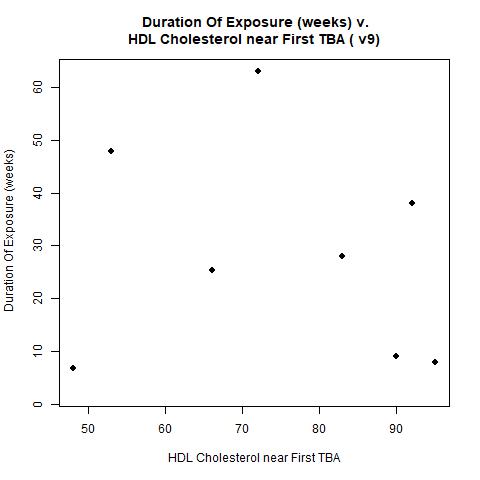 Duration Of Exposure (weeks) v.
HDL Cholesterol near First TBA ( v9)
Duration Of Exposure (weeks)
60
50
40
30
20
10
0
50 60 70 80 90
HDL Cholesterol near First TBA